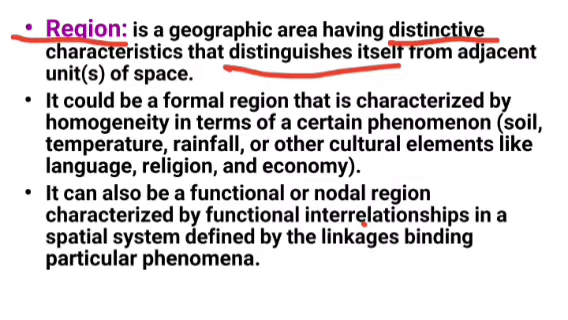 • Region: is a geographic area having distinctive
characteristics that distinguishes itself from adjacent
unit(s) of space.
• It could be a formal region that is characterized by
homogeneity in terms of a certain phenomenon (soil,
temperature, rainfall, or other cultural elements like
language, religion, and economy).
• It can also be a functional or nodal region
characterized by functional interrelationships in a
spatial system defined by the linkages binding
particular phenomena.